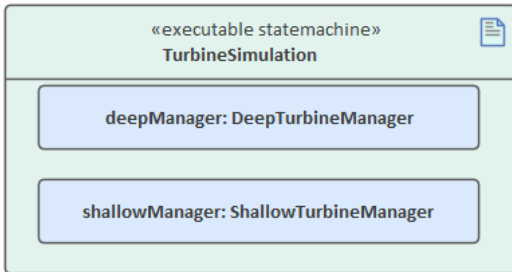 «executable statemachine»
TurbineSimulation
deepManager: DeepTurbineManager
shallowManager: ShallowTurbineManager